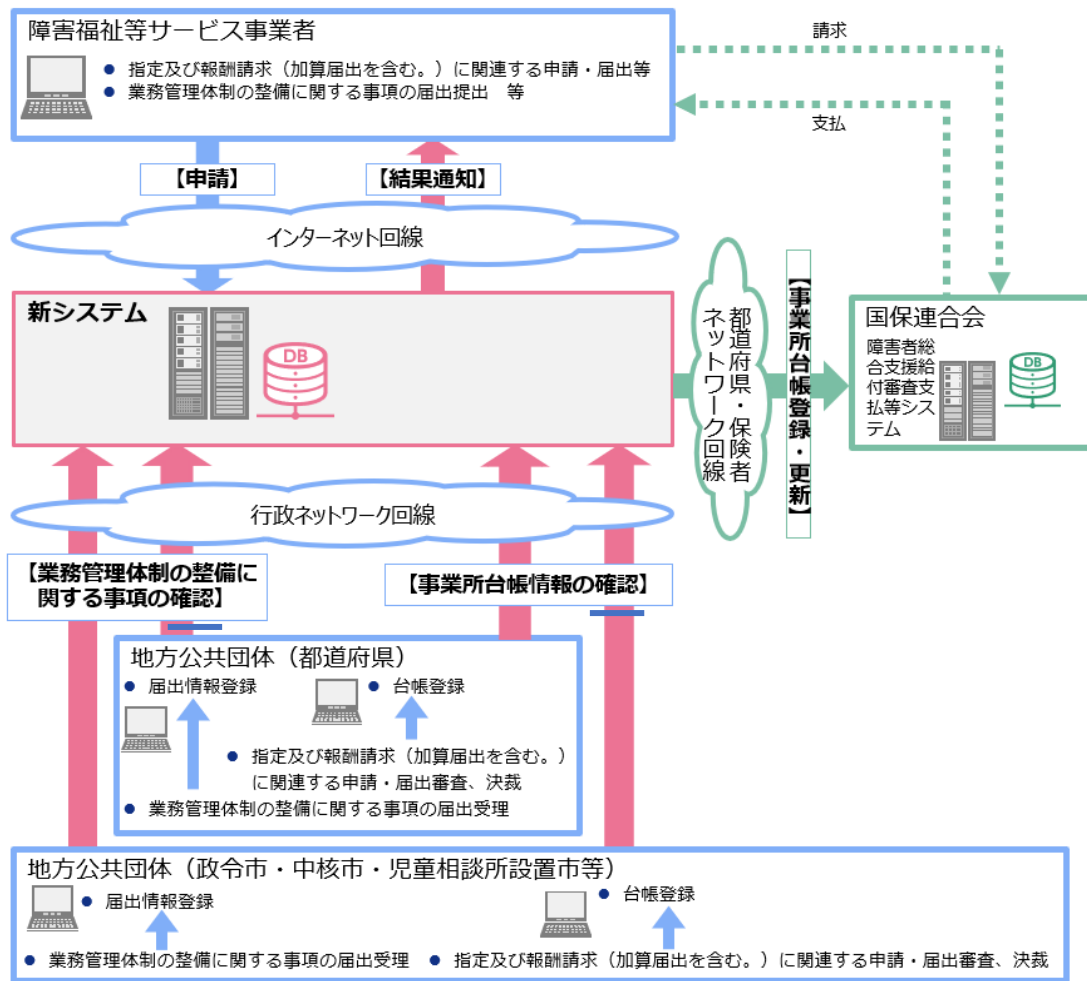 障害福祉等サービス事業者
● 指定及び報酬請求（加算届出を含む。）に関連する申請・届出等
● 業務管理体制の整備に関する事項の届出提出　等
請求
支払
【申請】
【結果通知】
インターネット回線
新システム
DB
都道府県・保険者
ネットワーク回線
【事業所台帳登録・更新】
国保連合会
障害者総
合支援給
付審査支
払等シス
テム
DB
行政ネットワーク回線
【業務管理体制の整備に
関する事項の確認】
【事業所台帳情報の確認】
地方公共団体（都道府県）
● 届出情報登録
● 台帳登録
● 指定及び報酬請求（加算届出を含む。）
に関連する申請・届出審査、決裁
● 業務管理体制の整備に関する事項の届出受理
地方公共団体（政令市・中核市・児童相談所設置市等）
● 届出情報登録
● 台帳登録
● 業務管理体制の整備に関する事項の届出受理
● 指定及び報酬請求（加算届出を含む。）に関連する申請・届出審査、決裁